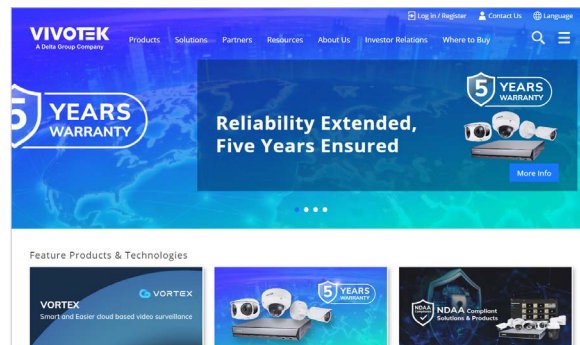 Log in / Register Contact Us Language
VIVOTEK
A Delta Group Company
Products Solutions Partners Resources About Us Investor Relations Where to Buy
5 YEARS
WARRANTY
5 YEARS
WARRANTY
Reliability Extended,
Five Years Ensured
More Info
Feature Products & Technologies
VORTEX
VORTEX
Smart and Easier cloud based video surveillance
5 YEARS
WARRANTY
NDAA Compliant
Solutions & Products